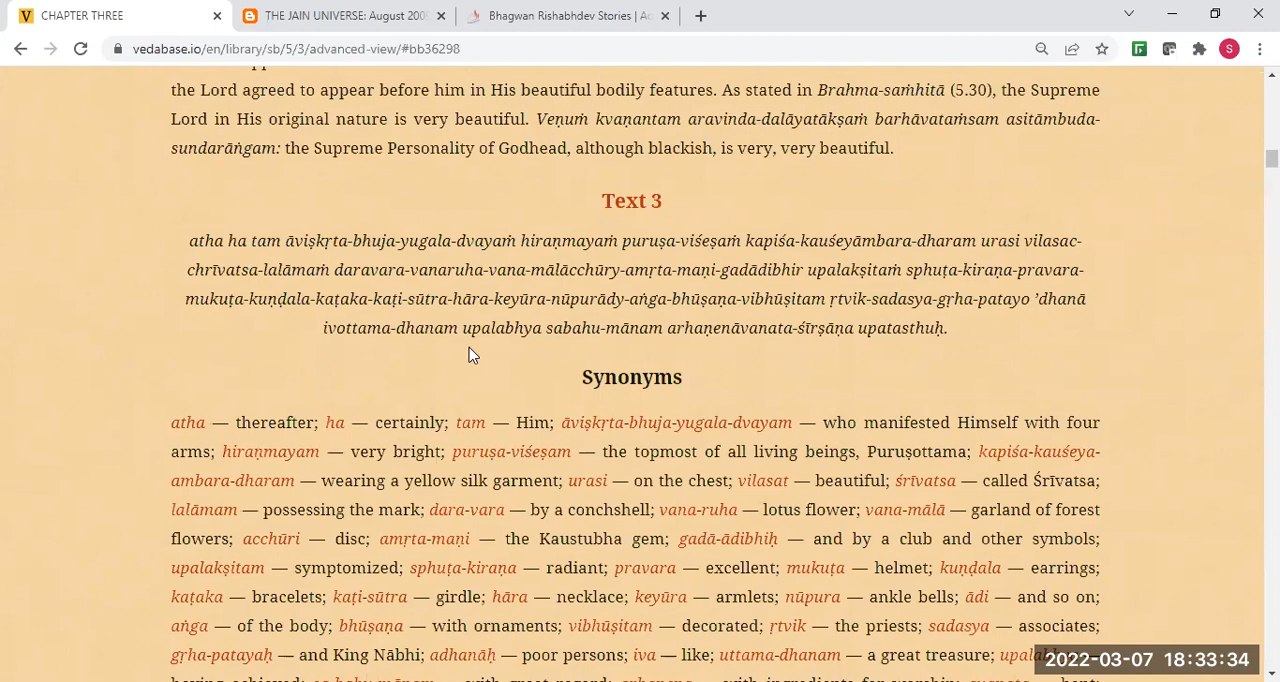 CHAPTER THREE
THE JAIN UNIVERSE: August 2005
Bhagwan Rishabhdev Stories | Ac
vedabase.io/en/library/sb/5/3/advanced-view/#bb36298
S
the Lord agreed to appear before him in His beautiful bodily features. As stated in Brahma-saṁhitā (5.30), the Supreme
Lord in His original nature is very beautiful. Veṇuṁ kvaṇantam aravinda-dalāyatākṣaṁ barhāvataṁsam asitāmbuda-
sundarāṅgam: the Supreme Personality of Godhead, although blackish, is very, very beautiful.
Text 3
atha ha tam āviṣkṛta-bhuja-yugala-dvayaṁ hiraṇmayaṁ puruṣa-viśeṣaṁ kapiśa-kauśeyāmbara-dharam urasi vilasac-
chrīvatsa-lalāmaṁ daravara-vanaruha-vana-mālācchūry-amṛta-maṇi-gadādibhir upalakṣitaṁ sphuṭa-kiraṇa-pravara-
mukuṭa-kuṇḍala-kaṭaka-kaṭi-sūtra-hāra-keyūra-nūpurādy-aṅga-bhūṣaṇa-vibhūṣitam ṛtvik-sadasya-gṛha-patayo ’dhanā
ivottama-dhanam upalabhya sabahu-mānam arhaṇenāvanata-śīrṣāṇa upatasthuḥ.
Synonyms
atha — thereafter; ha — certainly; tam — Him; āviṣkṛta-bhuja-yugala-dvayam — who manifested Himself with four
arms; hiraṇmayam — very bright; puruṣa-viśeṣam — the topmost of all living beings, Puruṣottama; kapiśa-kauśeya-
ambara-dharam — wearing a yellow silk garment; urasi — on the chest; vilasat — beautiful; śrīvatsa — called Śrīvatsa;
lalāmam — possessing the mark; dara-vara — by a conchshell; vana-ruha — lotus flower; vana-mālā — garland of forest
flowers; acchūri — disc; amṛta-maṇi — the Kaustubha gem; gadā-ādibhiḥ — and by a club and other symbols;
upalakṣitam — symptomized; sphuṭa-kiraṇa — radiant; pravara — excellent; mukuṭa — helmet; kuṇḍala — earrings;
kaṭaka — bracelets; kaṭi-sūtra — girdle; hāra — necklace; keyūra — armlets; nūpura — ankle bells; ādi — and so on;
aṅga — of the body; bhūṣaṇa — with ornaments; vibhūṣitam — decorated; ṛtvik — the priests; sadasya — associates;
gṛha-patayaḥ — and King Nābhi; adhanāḥ — poor persons; iva — like; uttama-dhanam — a great treasure;
2022-03-07 18:33:34